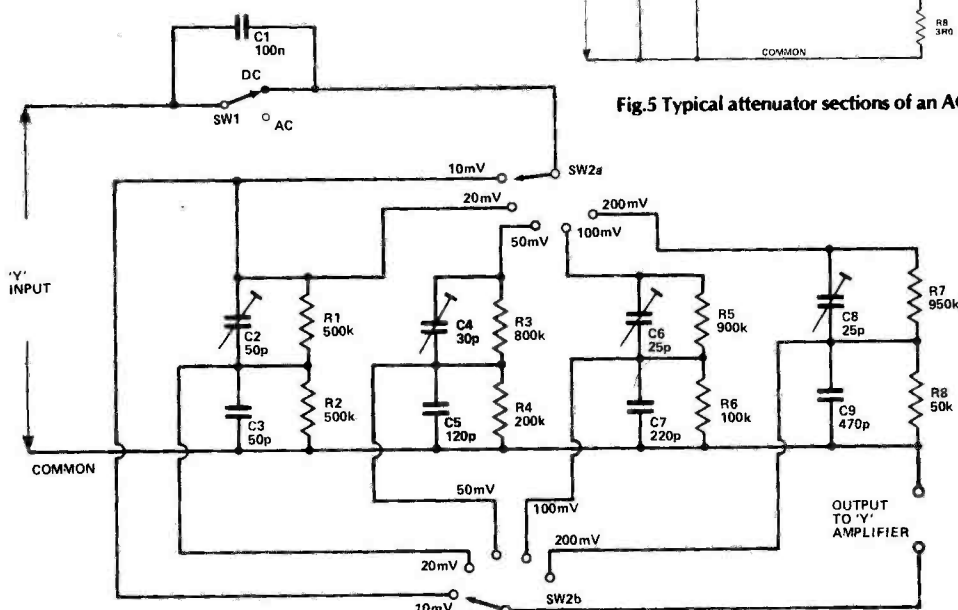 C1
100n
DC
SW1
AC
R8
3R0
COMMON
Fig.5 Typical attenuator sections of an AC
10mV
SW2a
20mV
200mV
50mV
100mV
'Y'
INPUT
C2
50p
R1
500k
C4
30p
R3
800k
C6
25p
R5
900k
C8
25p
R7
950k
C3
50p
R2
500k
C5
120p
R4
200k
C7
220p
R6
100k
C9
470p
R8
50k
COMMON
50mV
100mV
OUTPUT
TO 'Y'
AMPLIFIER
20mV
200mV
10mV
SW2b